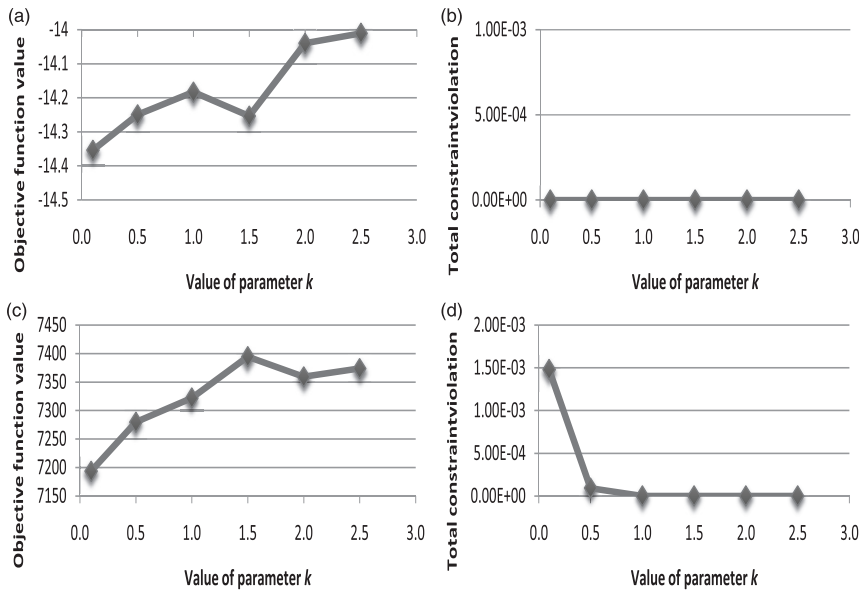 (a)
Objective function value
-14
-14.1
-14.2
-14.3
-14.4
-14.5
0.0 0.5 1.0 1.5 2.0 2.5 3.0
Value of parameter k
(b)
Total constraintviolation
1.00E-03
5.00E-04
0.00E+00
0.0 0.5 1.0 1.5 2.0 2.5 3.0
Value of parameter k
(c)
Objective function value
7450
7400
7350
7300
7250
7200
7150
0.0 0.5 1.0 1.5 2.0 2.5 3.0
Value of parameter k
(d)
Total constraintviolation
2.00E-03
1.50E-03
1.00E-03
5.00E-04
0.00E+00
0.0 0.5 1.0 1.5 2.0 2.5 3.0
Value of parameter k